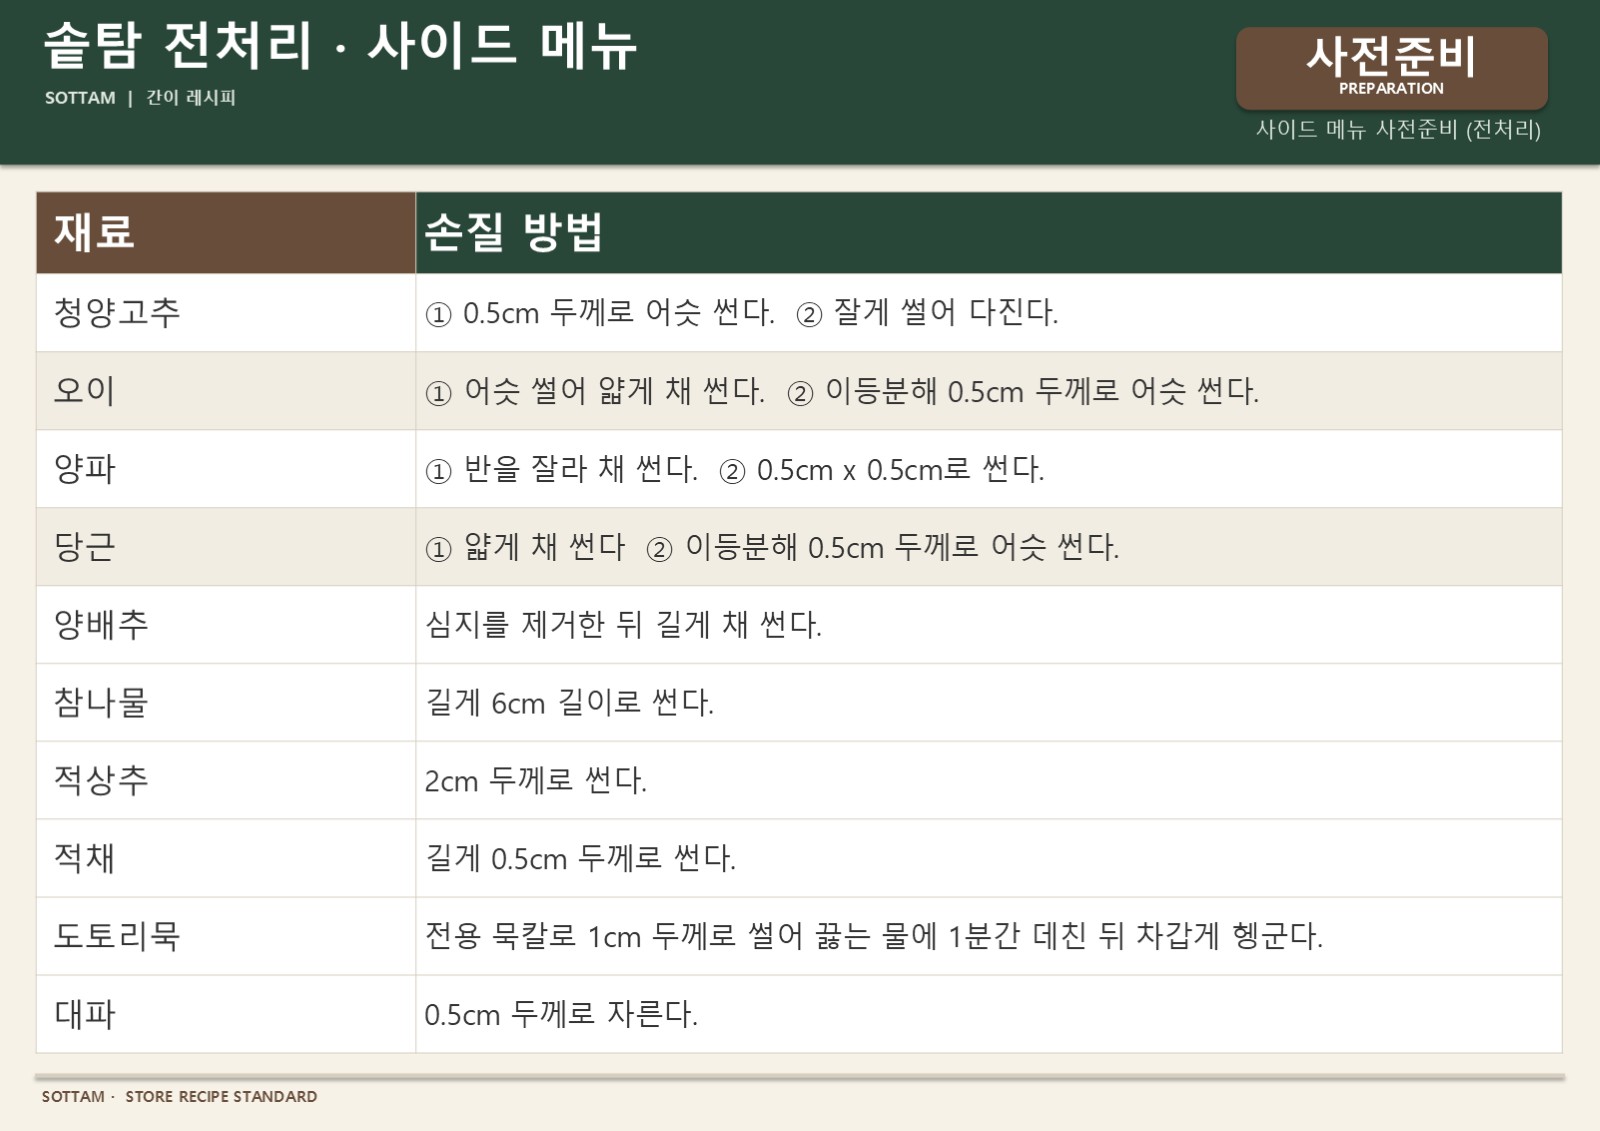 솥탐 전처리 · 사이드 메뉴
SOTTAM | 간이 레시피
사전준비
PREPARATION
사이드 메뉴 사전준비 (전처리)
재료 손질 방법
청양고추 ① 0.5cm 두께로 어슷 썬다. ② 잘게 썰어 다진다.
오이 ① 어슷 썰어 얇게 채 썬다. ② 이등분해 0.5cm 두께로 어슷 썬다.
양파 ① 반을 잘라 채 썬다. ② 0.5cm x 0.5cm로 썬다.
당근 ① 얇게 채 썬다 ② 이등분해 0.5cm 두께로 어슷 썬다.
양배추 심지를 제거한 뒤 길게 채 썬다.
참나물 길게 6cm 길이로 썬다.
적상추 2cm 두께로 썬다.
적채 길게 0.5cm 두께로 썬다.
도토리묵 전용 묵칼로 1cm 두께로 썰어 끓는 물에 1분간 데친 뒤 차갑게 헹군다.
대파 0.5cm 두께로 자른다.
SOTTAM · STORE RECIPE STANDARD